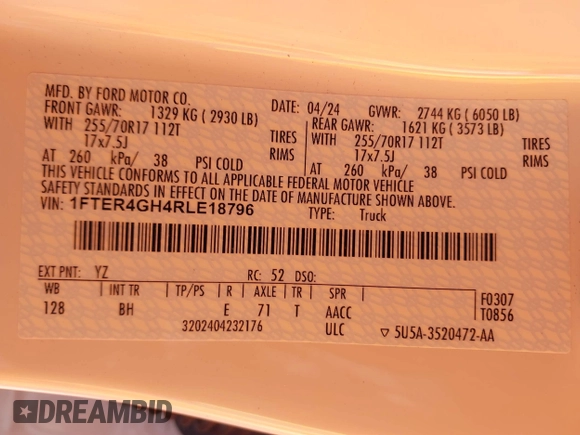 MFD. BY FORD MOTOR CO.
DATE: 04/24 GVWR: 2744 KG ( 6050 LB)
FRONT GAWR: 1329 KG ( 2930 LB)
REAR GAWR: 1621 KG ( 3573 LB)
WITH 255/70R17 112T TIRES WITH 255/70R17 112T TIRES
17x7.5J RIMS 17x7.5J RIMS
AT 260 kPa/ 38 PSI COLD AT 260 kPa/ 38 PSI COLD
THIS VEHICLE CONFORMS TO ALL APPLICABLE FEDERAL MOTOR VEHICLE
SAFETY STANDARDS IN EFFECT ON THE DATE OF MANUFACTURE SHOWN ABOVE.
VIN: 1FTER4GH4RLE18796 TYPE: Truck
EXT PNT: YZ RC: 52 DSO:
WB INT TR TP/PS R AXLE TR SPR F0307
128 BH E 71 T AACC T0856
3202404232176 ULC ▽ 5U5A-3520472-AA
DREAMBID